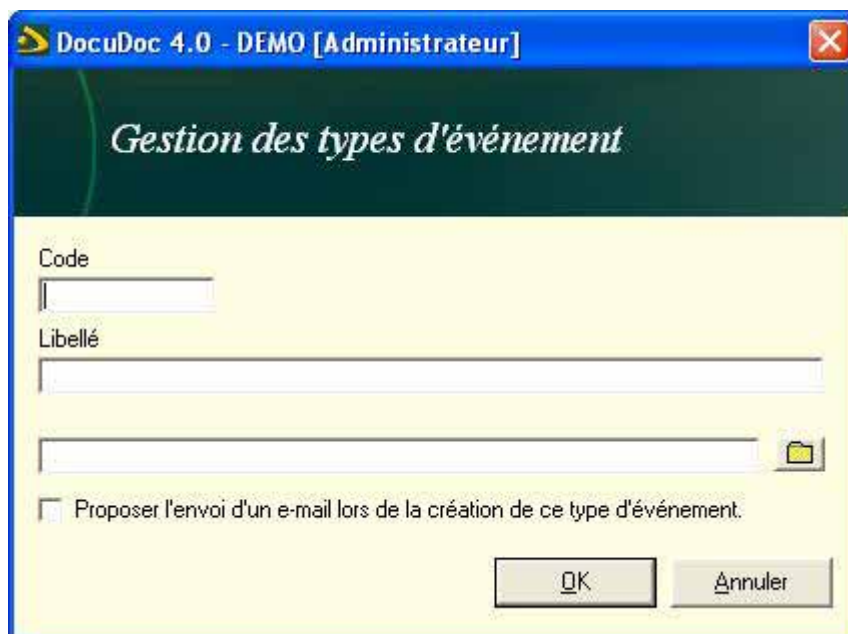 DocuDoc 4.0 - DEMO [Administrateur]
Gestion des types d'événement
Code
Libellé
Proposer l'envoi d'un e-mail lors de la création de ce type d'événement.
OK Annuler